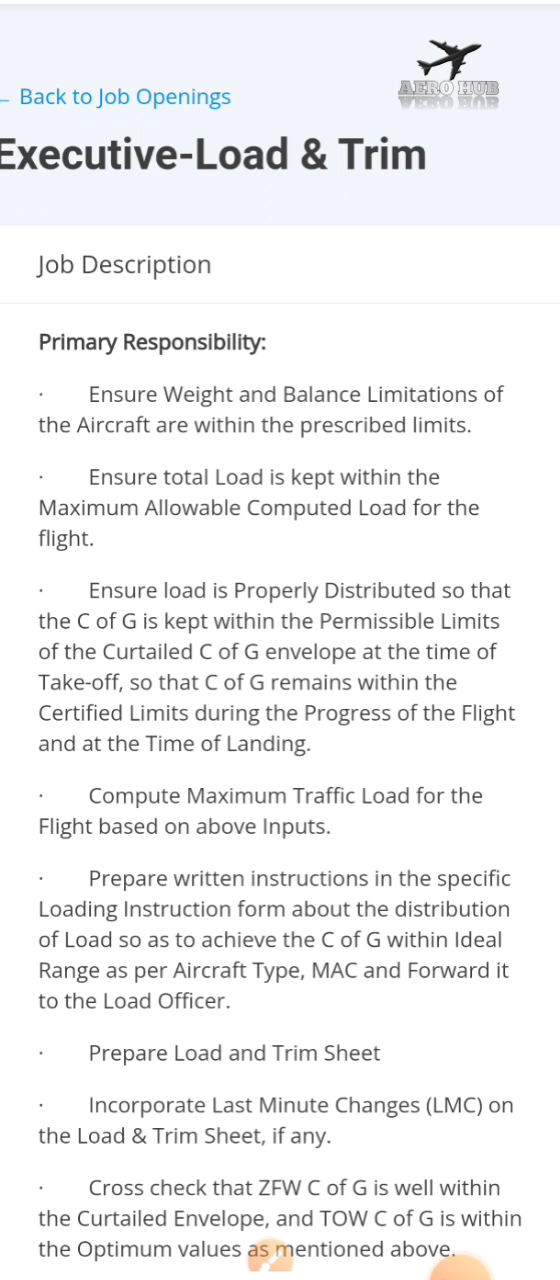 ← Back to Job Openings
AERO HUB
Executive-Load & Trim
Job Description
Primary Responsibility:
· Ensure Weight and Balance Limitations of
the Aircraft are within the prescribed limits.
· Ensure total Load is kept within the
Maximum Allowable Computed Load for the
flight.
· Ensure load is Properly Distributed so that
the C of G is kept within the Permissible Limits
of the Curtailed C of G envelope at the time of
Take-off, so that C of G remains within the
Certified Limits during the Progress of the Flight
and at the Time of Landing.
· Compute Maximum Traffic Load for the
Flight based on above Inputs.
· Prepare written instructions in the specific
Loading Instruction form about the distribution
of Load so as to achieve the C of G within Ideal
Range as per Aircraft Type, MAC and Forward it
to the Load Officer.
· Prepare Load and Trim Sheet
· Incorporate Last Minute Changes (LMC) on
the Load & Trim Sheet, if any.
· Cross check that ZFW C of G is well within
the Curtailed Envelope, and TOW C of G is within
the Optimum values as mentioned above.